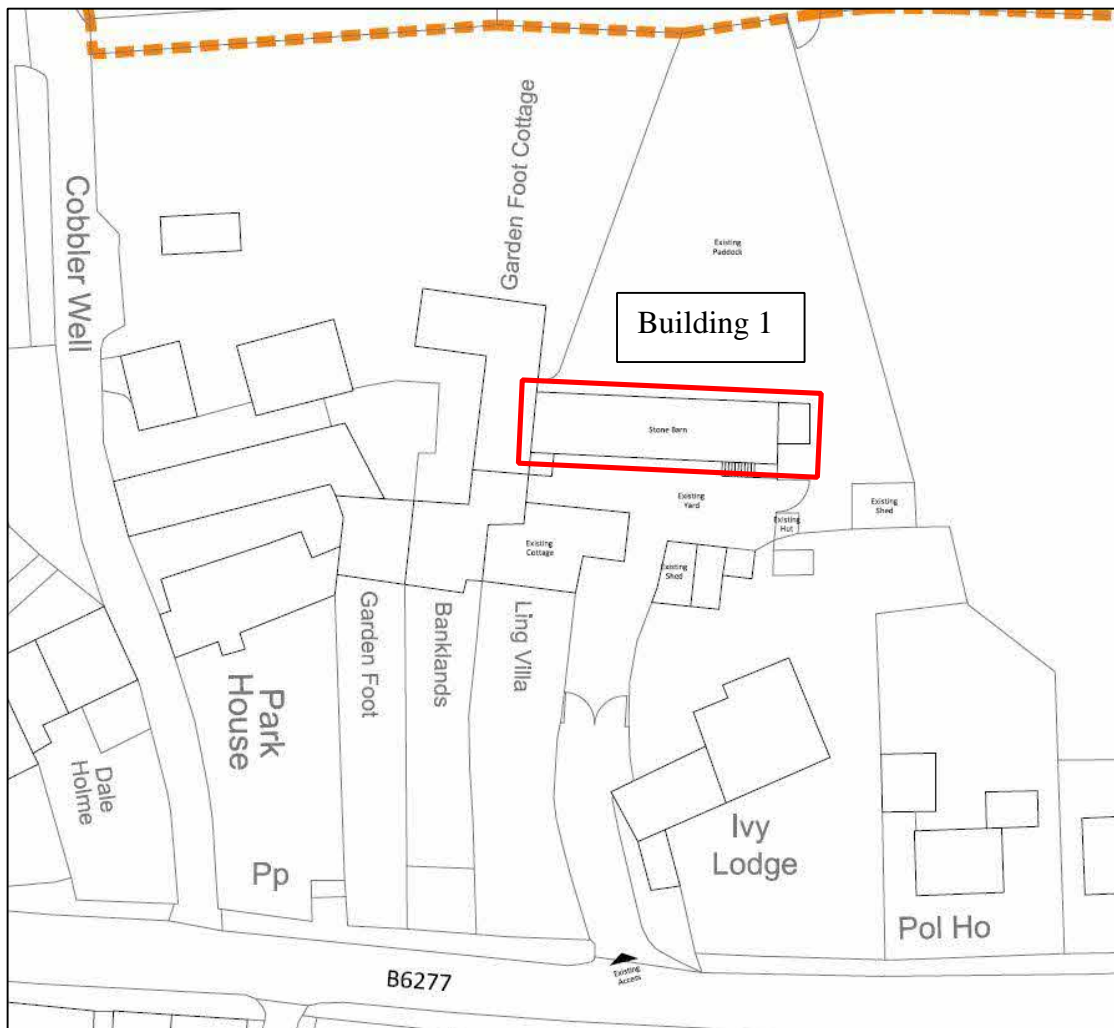 Garden Foot Cottage
Cobbler Well
Existing
Paddock
Building 1
Stone Barn
Existing
Yard
Existing
Shed
Existing
Hut
Existing
Cottage
Existing
Shed
Garden Foot
Banklands
Ling Villa
Park
House
Dale
Holme
Ivy
Lodge
Pp
Pol Ho
Existing
Access
B6277